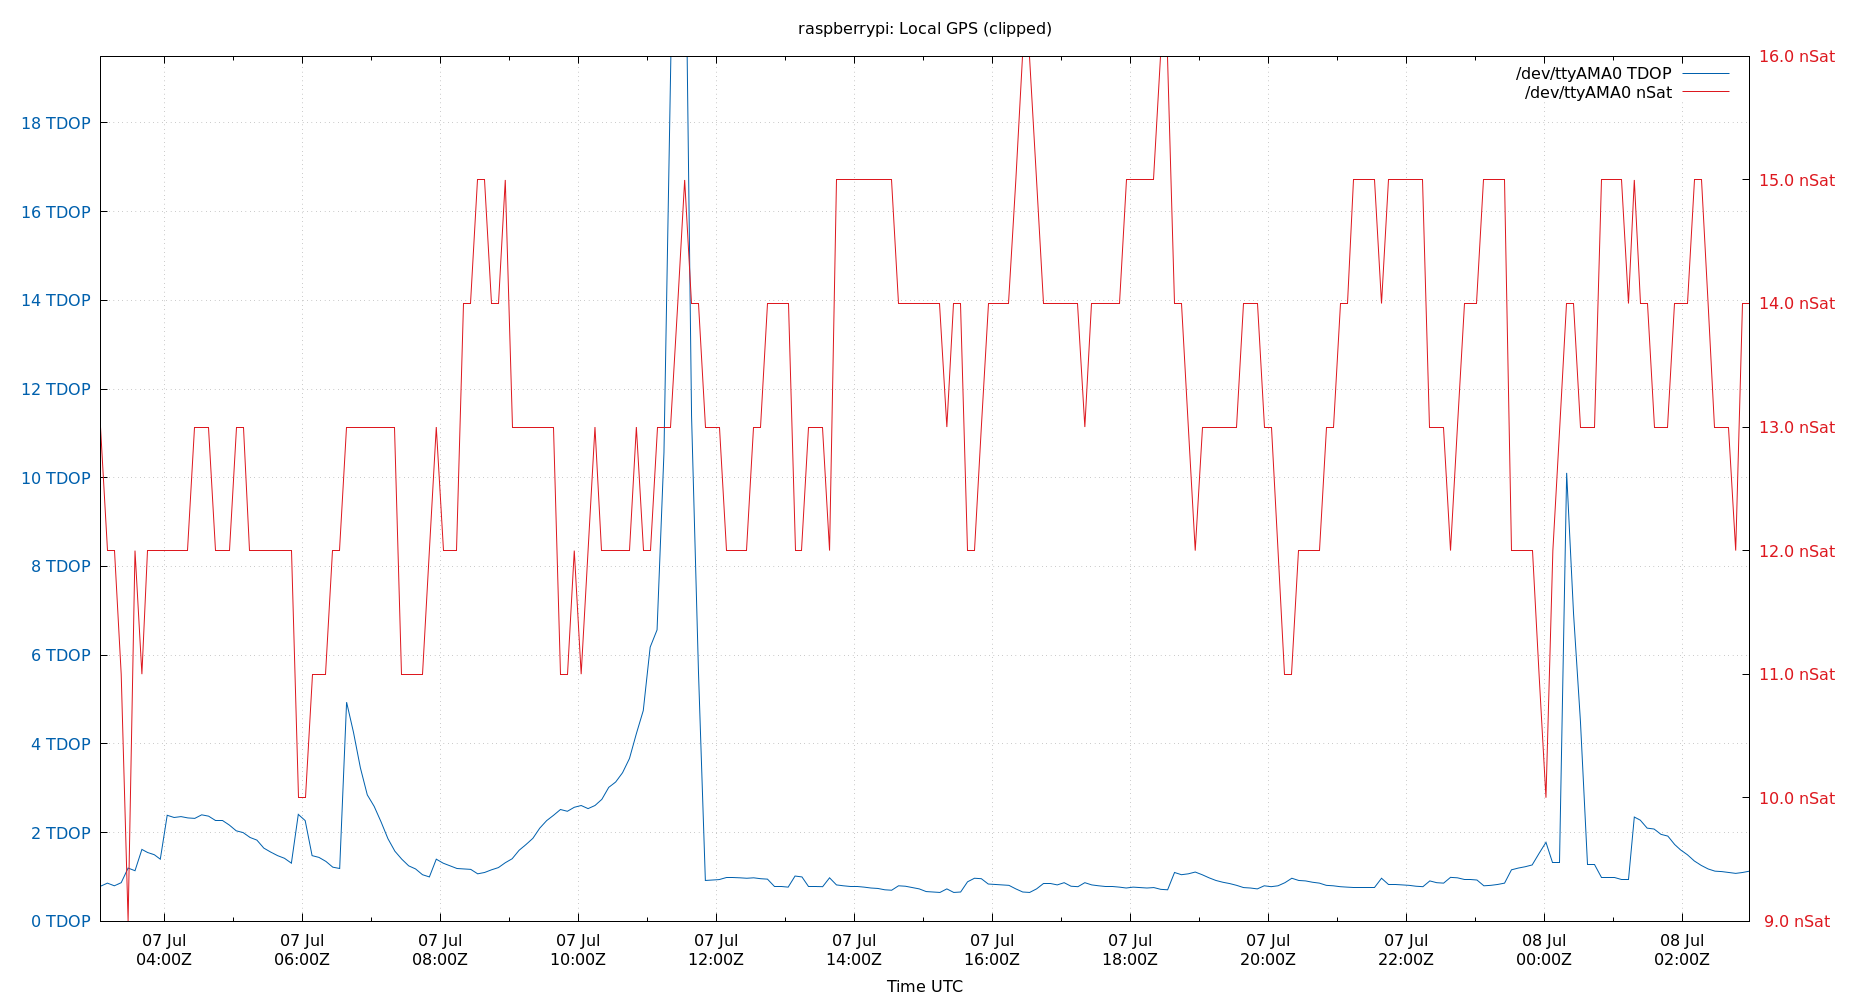 raspberrypi: Local GPS (clipped)
/dev/ttyAMA0 TDOP
/dev/ttyAMA0 nSat
18 TDOP
16 TDOP
14 TDOP
12 TDOP
10 TDOP
8 TDOP
6 TDOP
4 TDOP
2 TDOP
0 TDOP
16.0 nSat
15.0 nSat
14.0 nSat
13.0 nSat
12.0 nSat
11.0 nSat
10.0 nSat
9.0 nSat
07 Jul 07 Jul 07 Jul 07 Jul 07 Jul 07 Jul 07 Jul 07 Jul 07 Jul 07 Jul 08 Jul 08 Jul
04:00Z 06:00Z 08:00Z 10:00Z 12:00Z 14:00Z 16:00Z 18:00Z 20:00Z 22:00Z 00:00Z 02:00Z
Time UTC